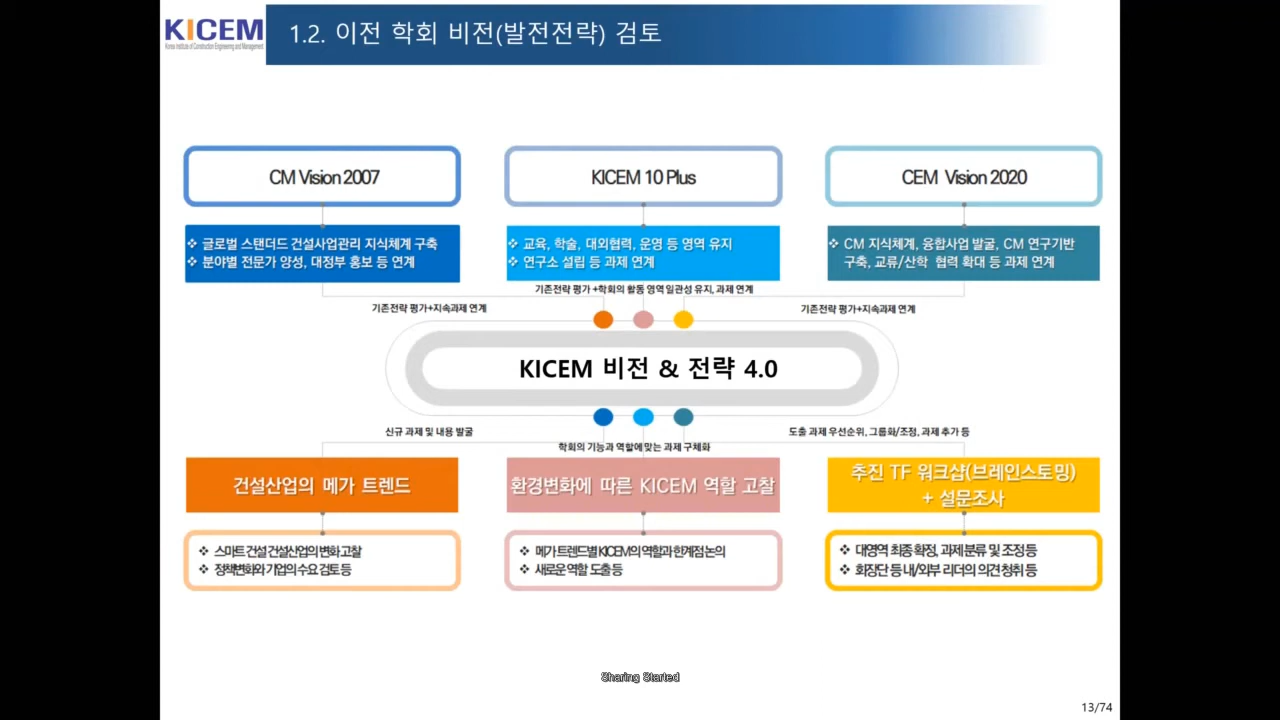 KICEM
Korea Institute of Construction Engineering and Management
1.2. 이전 학회 비전(발전전략) 검토
CM Vision 2007
KICEM 10 Plus
CEM Vision 2020
❖ 글로벌 스탠더드 건설사업관리 지식체계 구축
❖ 분야별 전문가 양성, 대정부 홍보 등 연계
❖ 교육, 학술, 대외협력, 운영 등 영역 유지
❖ 연구소 설립 등 과제 연계
❖ CM 지식체계, 융합사업 발굴, CM 연구기반
구축, 교류/산학 협력 확대 등 과제 연계
기존전략 평가+지속과제 연계
기존전략 평가 +학회의 활동 영역 일관성 유지, 과제 연계
기존전략 평가+지속과제 연계
KICEM 비전 & 전략 4.0
신규 과제 및 내용 발굴
학회의 기능과 역할에 맞는 과제 구체화
도출 과제 우선순위, 그룹화/조정, 과제 추가 등
건설산업의 메가 트렌드
환경변화에 따른 KICEM 역할 고찰
추진 TF 워크샵(브레인스토밍)
+ 설문조사
❖ 스마트 건설 건설산업의 변화 고찰
❖ 정책변화와 기업의 수요 검토 등
❖ 메가 트렌드별 KICEM의 역할과 한계점 논의
❖ 새로운 역할 도출 등
❖ 대영역 최종 확정, 과제 분류 및 조정 등
❖ 회장단 등 내/외부 리더의 의견 청취 등
Sharing Started
13/74